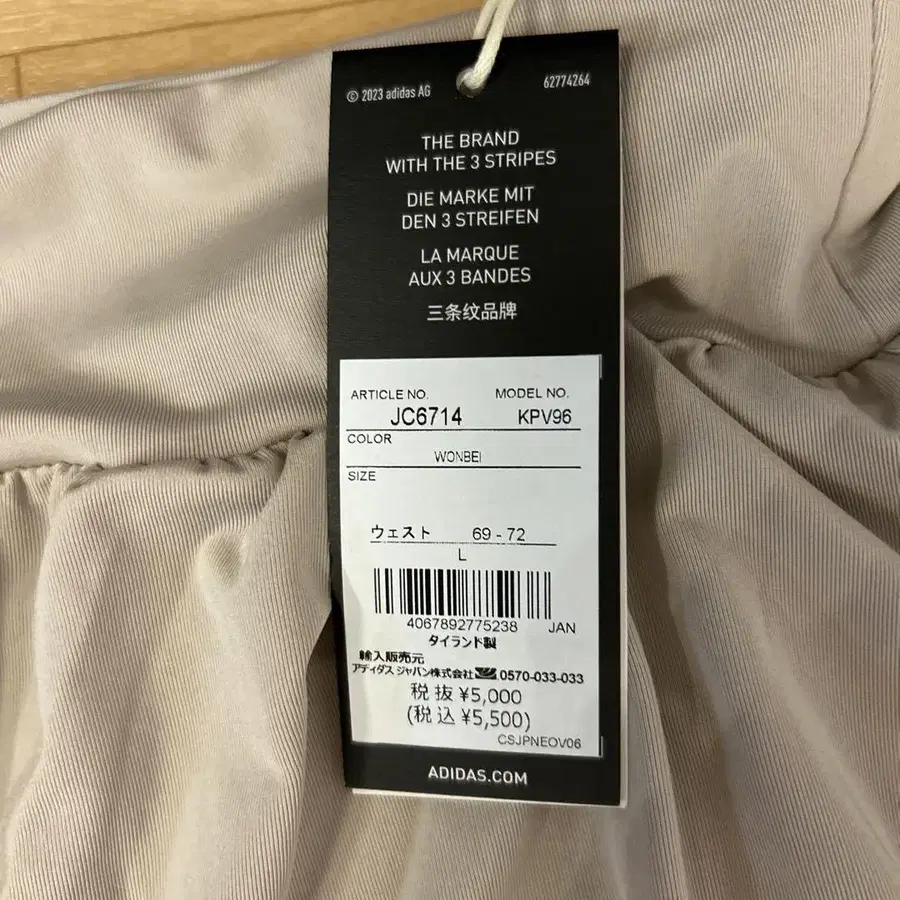 © 2023 adidas AG 62774264
THE BRAND
WITH THE 3 STRIPES
DIE MARKE MIT
DEN 3 STREIFEN
LA MARQUE
AUX 3 BANDES
三条纹品牌
ARTICLE NO. MODEL NO.
JC6714 KPV96
COLOR
WONBEI
SIZE
ウェスト 69 - 72
L
4067892775238 JAN
タイランド製
輸入販売元
アディダス ジャパン株式会社 0570-033-033
税抜 ¥5,000
(税込 ¥5,500)
CSJPNEOV06
ADIDAS.COM